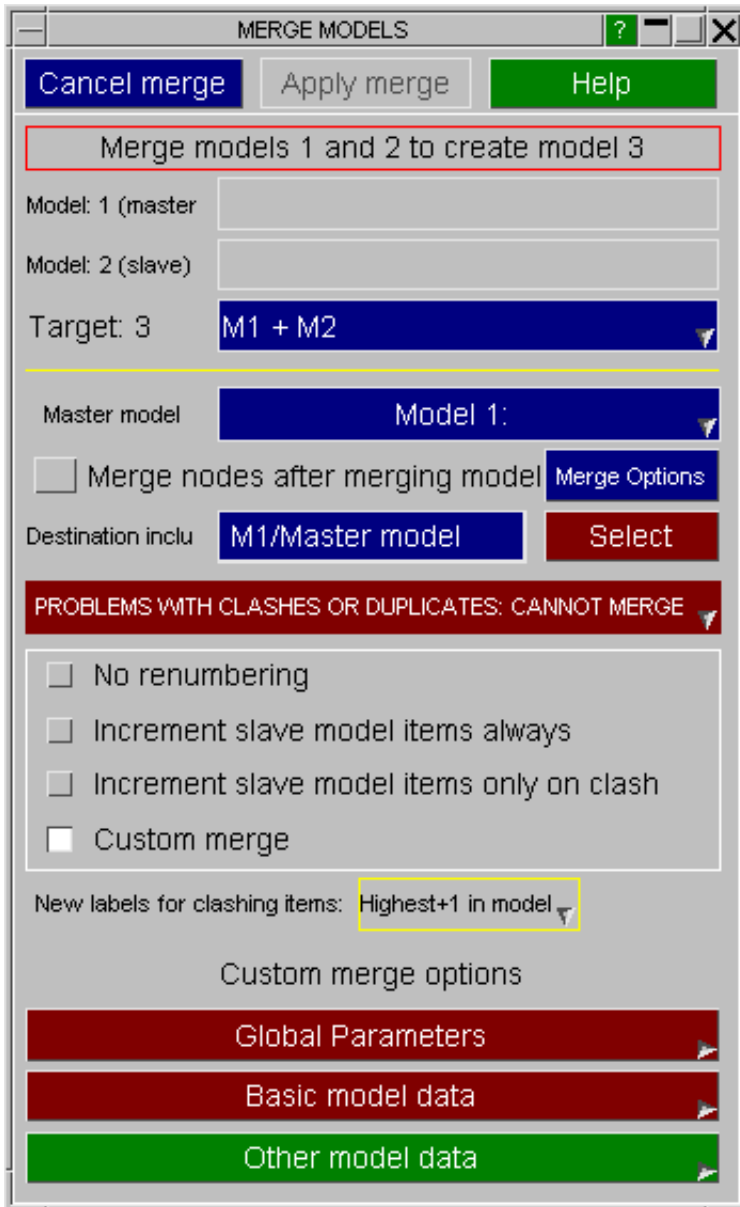 MERGE MODELS ?
Cancel merge Apply merge Help
Merge models 1 and 2 to create model 3
Model: 1 (master
Model: 2 (slave)
Target: 3 M1 + M2
Master model Model 1:
Merge nodes after merging model Merge Options
Destination inclu M1/Master model Select
PROBLEMS WITH CLASHES OR DUPLICATES: CANNOT MERGE
No renumbering
Increment slave model items always
Increment slave model items only on clash
Custom merge
New labels for clashing items: Highest+1 in model
Custom merge options
Global Parameters
Basic model data
Other model data